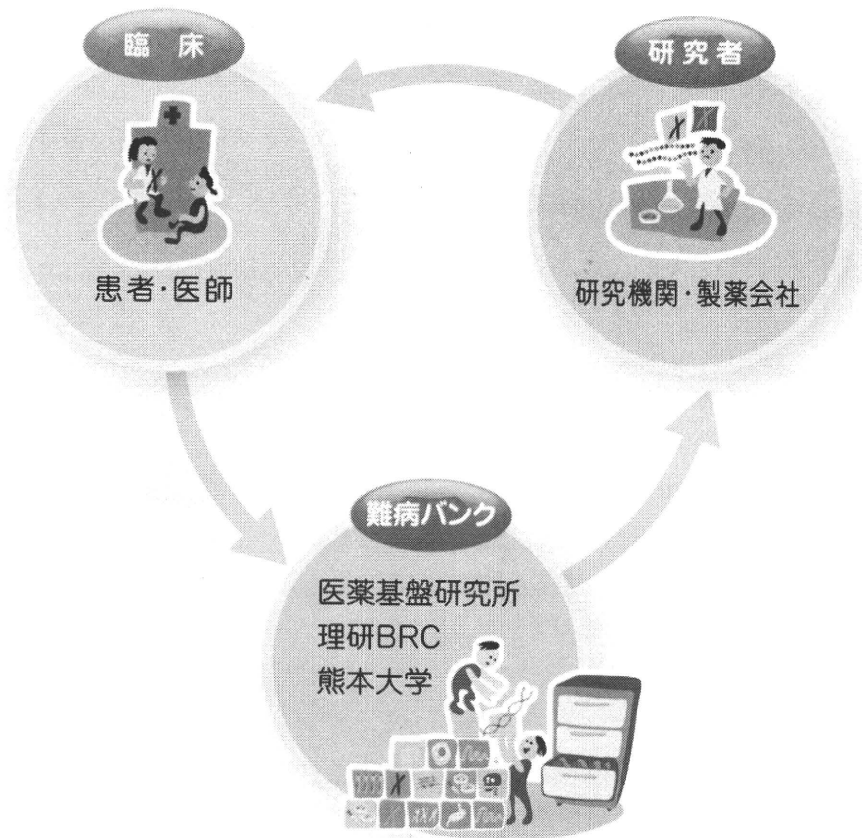 臨床
患者・医師
研究者
研究機関・製薬会社
難病バンク
医薬基盤研究所
理研BRC
熊本大学